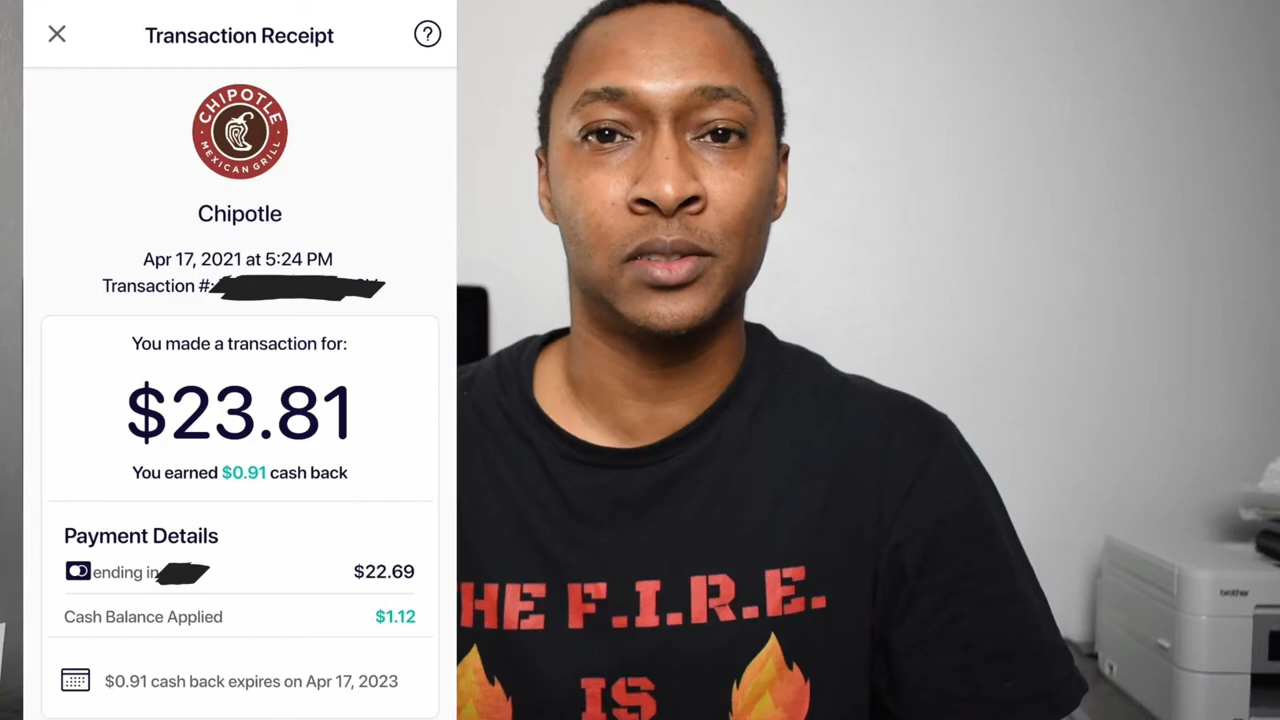 Transaction Receipt
?
CHIPOTLE
MEXICAN GRILL
Chipotle
Apr 17, 2021 at 5:24 PM
Transaction #:
You made a transaction for:
$23.81
You earned $0.91 cash back
Payment Details
ending in
$22.69
Cash Balance Applied
$1.12
$0.91 cash back expires on Apr 17, 2023
HE F.I.R.E.
IS
brother